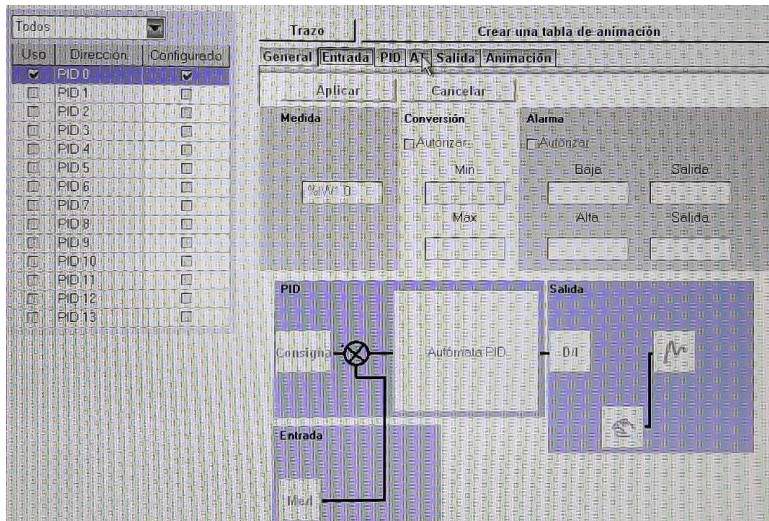 Todos
Uso Dirección Configurado
PID 0
PID 1
PID 2
PID 3
PID 4
PID 5
PID 6
PID 7
PID 8
PID 9
PID 10
PID 11
PID 12
PID 13
Trazo Crear una tabla de animación
General Entrada PID A Salida Animación
Aplicar Cancelar
Medida Conversión Alarma
Autorizar Autorizar
Min Baja Salida
Máx Alta Salida
PID Salida
Consigna Autómata PID D/I
Entrada
Med